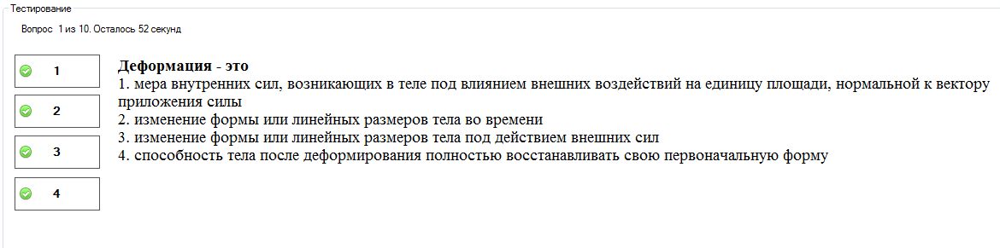 Тестирование
Вопрос 1 из 10. Осталось 52 секунд
1
2
3
4
Деформация - это
1. мера внутренних сил, возникающих в теле под влиянием внешних воздействий на единицу площади, нормальной к вектору
приложения силы
2. изменение формы или линейных размеров тела во времени
3. изменение формы или линейных размеров тела под действием внешних сил
4. способность тела после деформирования полностью восстанавливать свою первоначальную форму